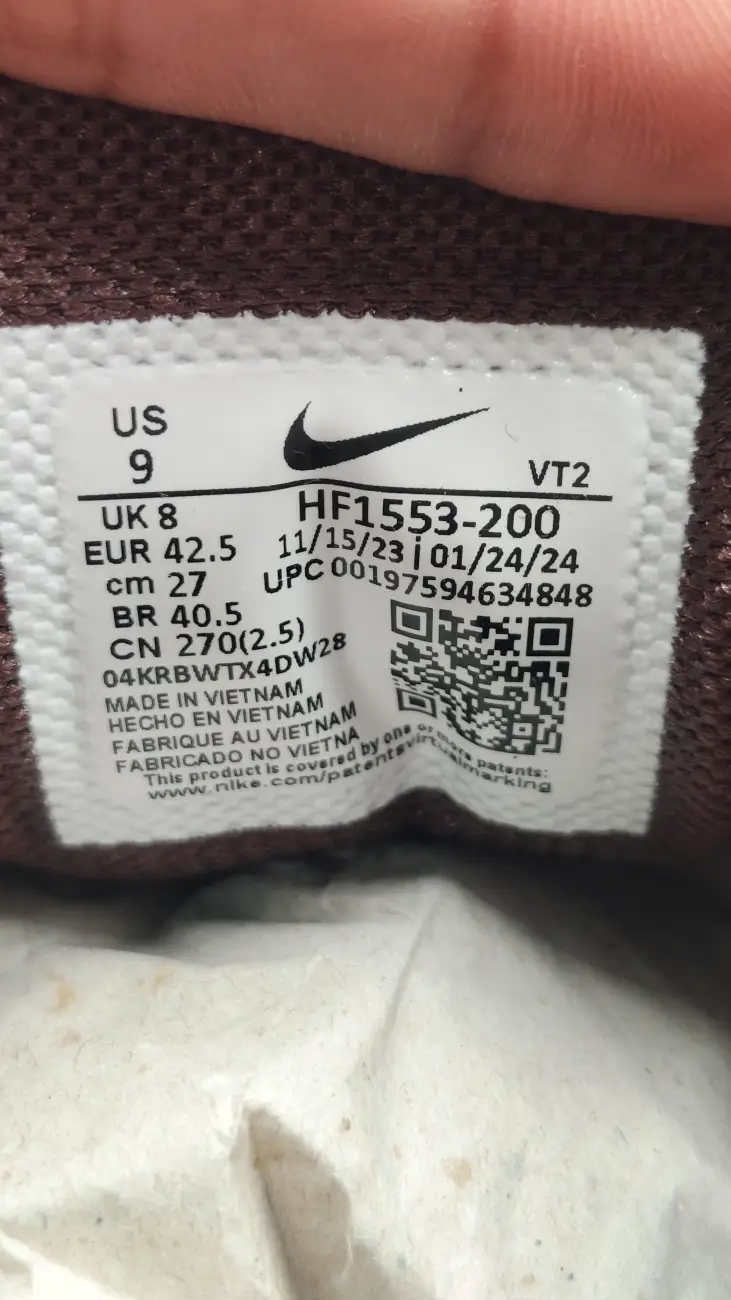 US
9
VT2
UK 8
HF1553-200
EUR 42.5
11/15/23 | 01/24/24
cm 27
UPC 00197594634848
BR 40.5
CN 270(2.5)
04KRBWTX4DW28
MADE IN VIETNAM
HECHO EN VIETNAM
FABRIQUE AU VIETNAM
FABRICADO NO VIETNA
This product is covered by one or more patents:
www.nike.com/patentsvirtualmarking